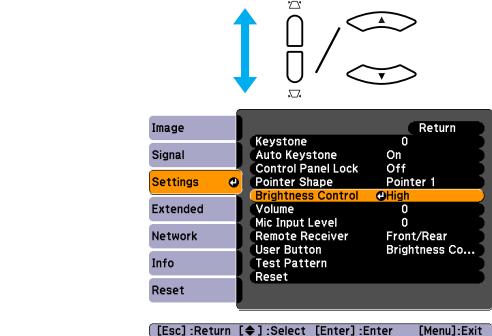 Return
Image
Signal
Settings
Extended
Network
Info
Reset
Keystone 0
Auto Keystone On
Control Panel Lock Off
Pointer Shape Pointer 1
Brightness Control High
Volume 0
Mic Input Level 0
Remote Receiver Front/Rear
User Button Brightness Co...
Test Pattern
Reset
[Esc] :Return [◆] :Select [Enter] :Enter [Menu]:Exit